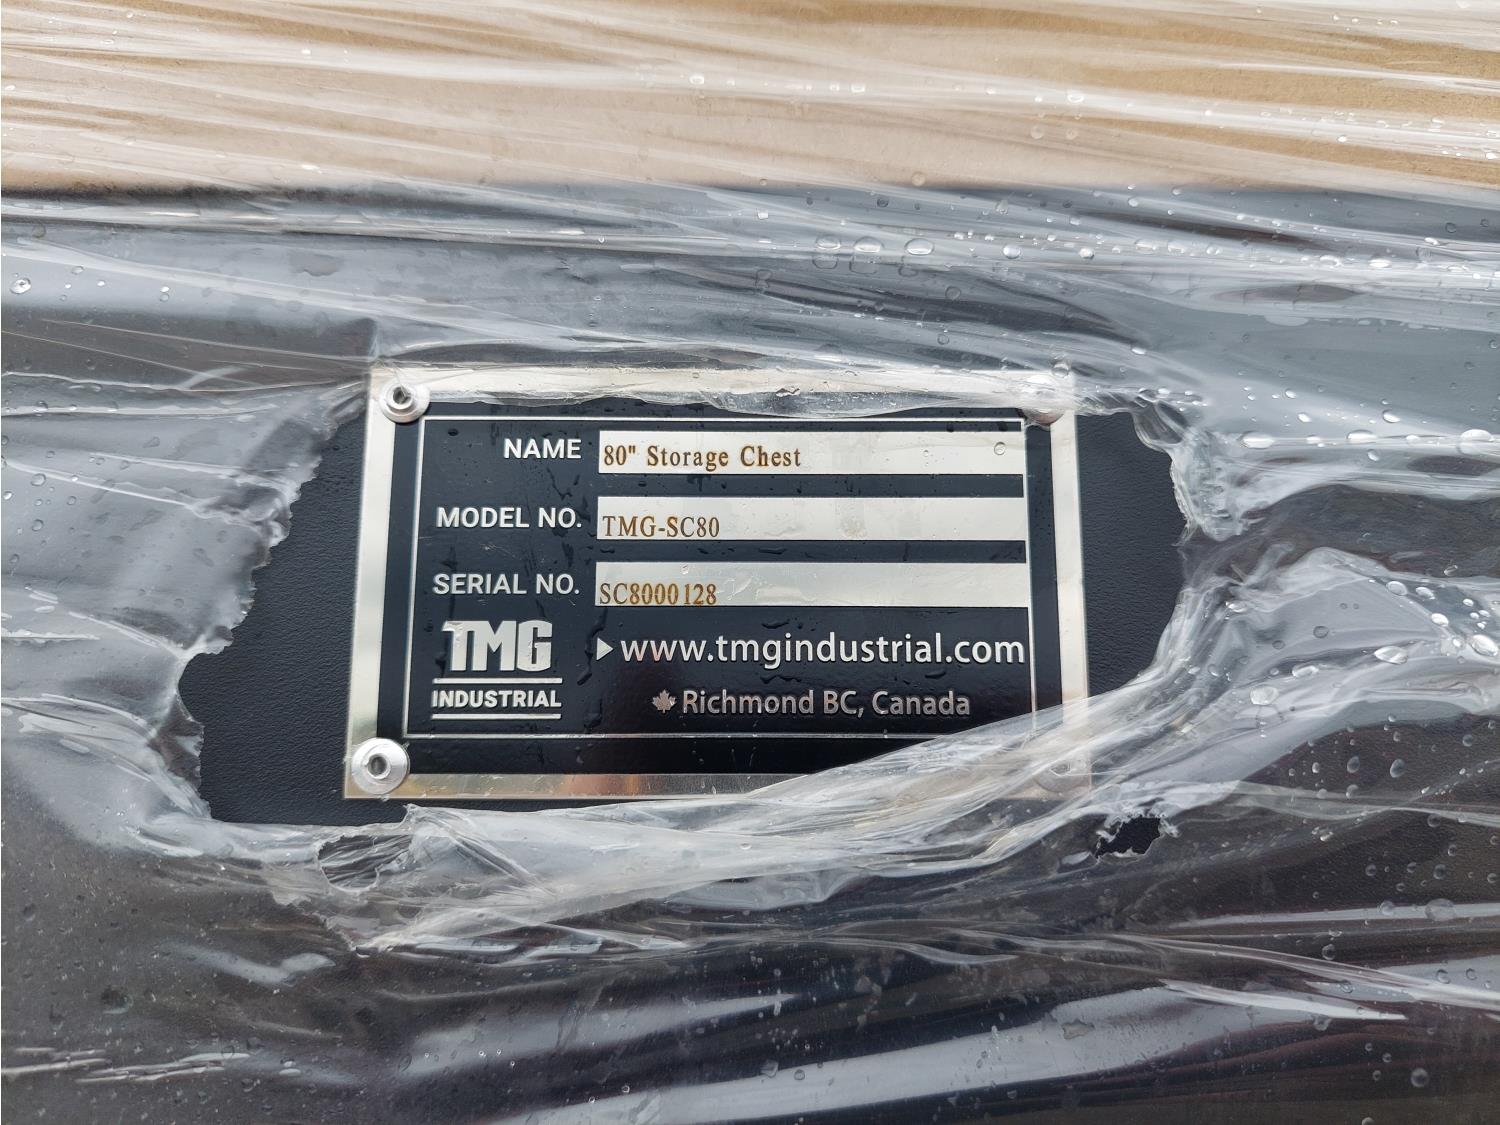 NAME 80" Storage Chest
MODEL NO. TMG-SC80
SERIAL NO. SC8000128
TMG
INDUSTRIAL
www.tmgindustrial.com
Richmond BC, Canada